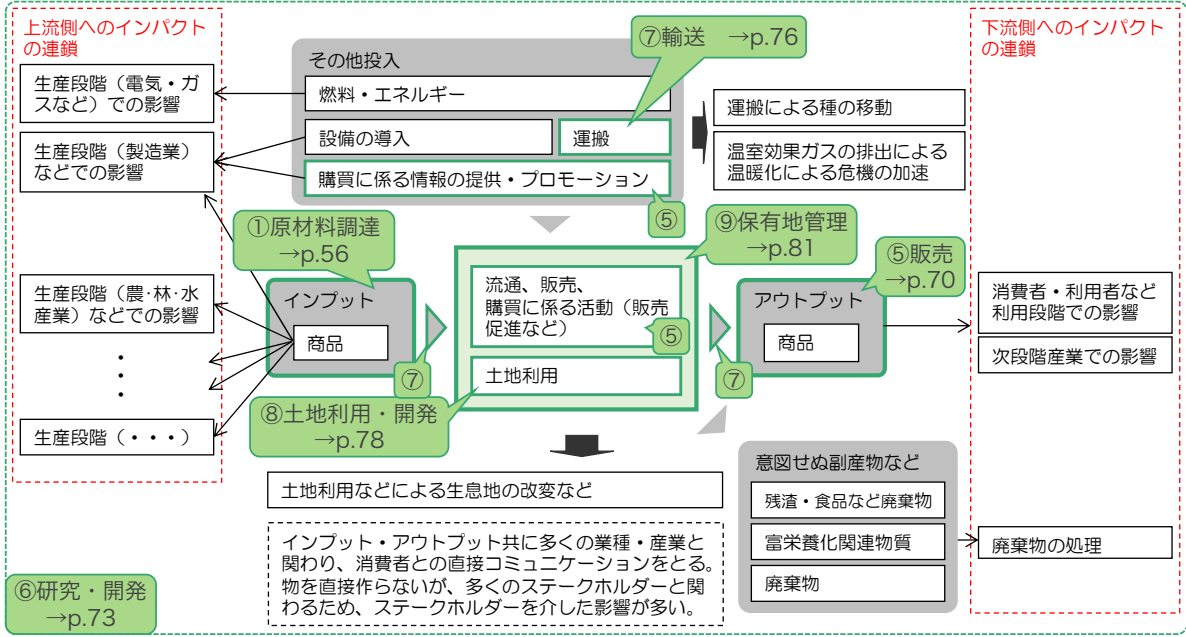 上流側へのインパクト
の連鎖
生産段階（電気・ガ
スなど）での影響
生産段階（製造業）
などでの影響
生産段階（農・林・水
産業）などでの影響
・
・
・
生産段階（・・・）
⑦輸送　→p.76
その他投入
燃料・エネルギー
設備の導入
運搬
購買に係る情報の提供・プロモーション
⑤
運搬による種の移動
温室効果ガスの排出による
温暖化による危機の加速
①原材料調達
→p.56
インプット
商品
⑦
⑨保有地管理
→p.81
流通、販売、
購買に係る活動（販売
促進など）
⑤
土地利用
⑧土地利用・開発
→p.78
⑦
⑤販売
→p.70
アウトプット
商品
下流側へのインパクト
の連鎖
消費者・利用者など
利用段階での影響
次段階産業での影響
廃棄物の処理
土地利用などによる生息地の改変など
インプット・アウトプット共に多くの業種・産業と
関わり、消費者との直接コミュニケーションをとる。
物を直接作らないが、多くのステークホルダーと関
わるため、ステークホルダーを介した影響が多い。
意図せぬ副産物など
残渣・食品など廃棄物
富栄養化関連物質
廃棄物
⑥研究・開発
→p.73